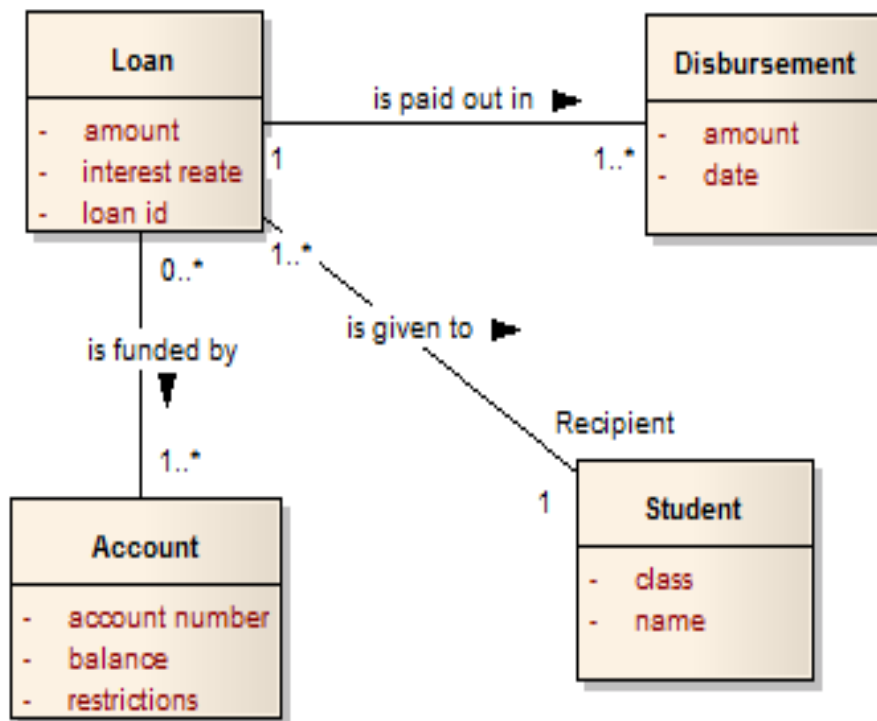 Loan
- amount
- interest reate
- loan id
is paid out in
1
1..*
Disbursement
- amount
- date
0..*
is funded by
1..*
1..*
is given to
Recipient
1
Account
- account number
- balance
- restrictions
Student
- class
- name